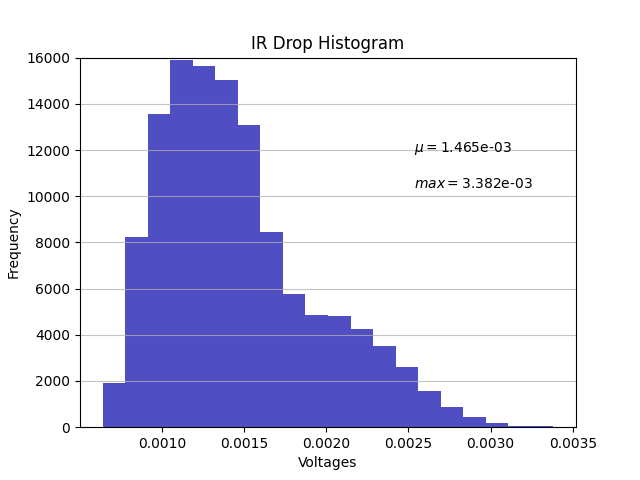 IR Drop Histogram
16000
14000
12000
10000
8000
6000
4000
2000
0
Frequency
μ = 1.465e-03
max = 3.382e-03
0.0010 0.0015 0.0020 0.0025 0.0030 0.0035
Voltages